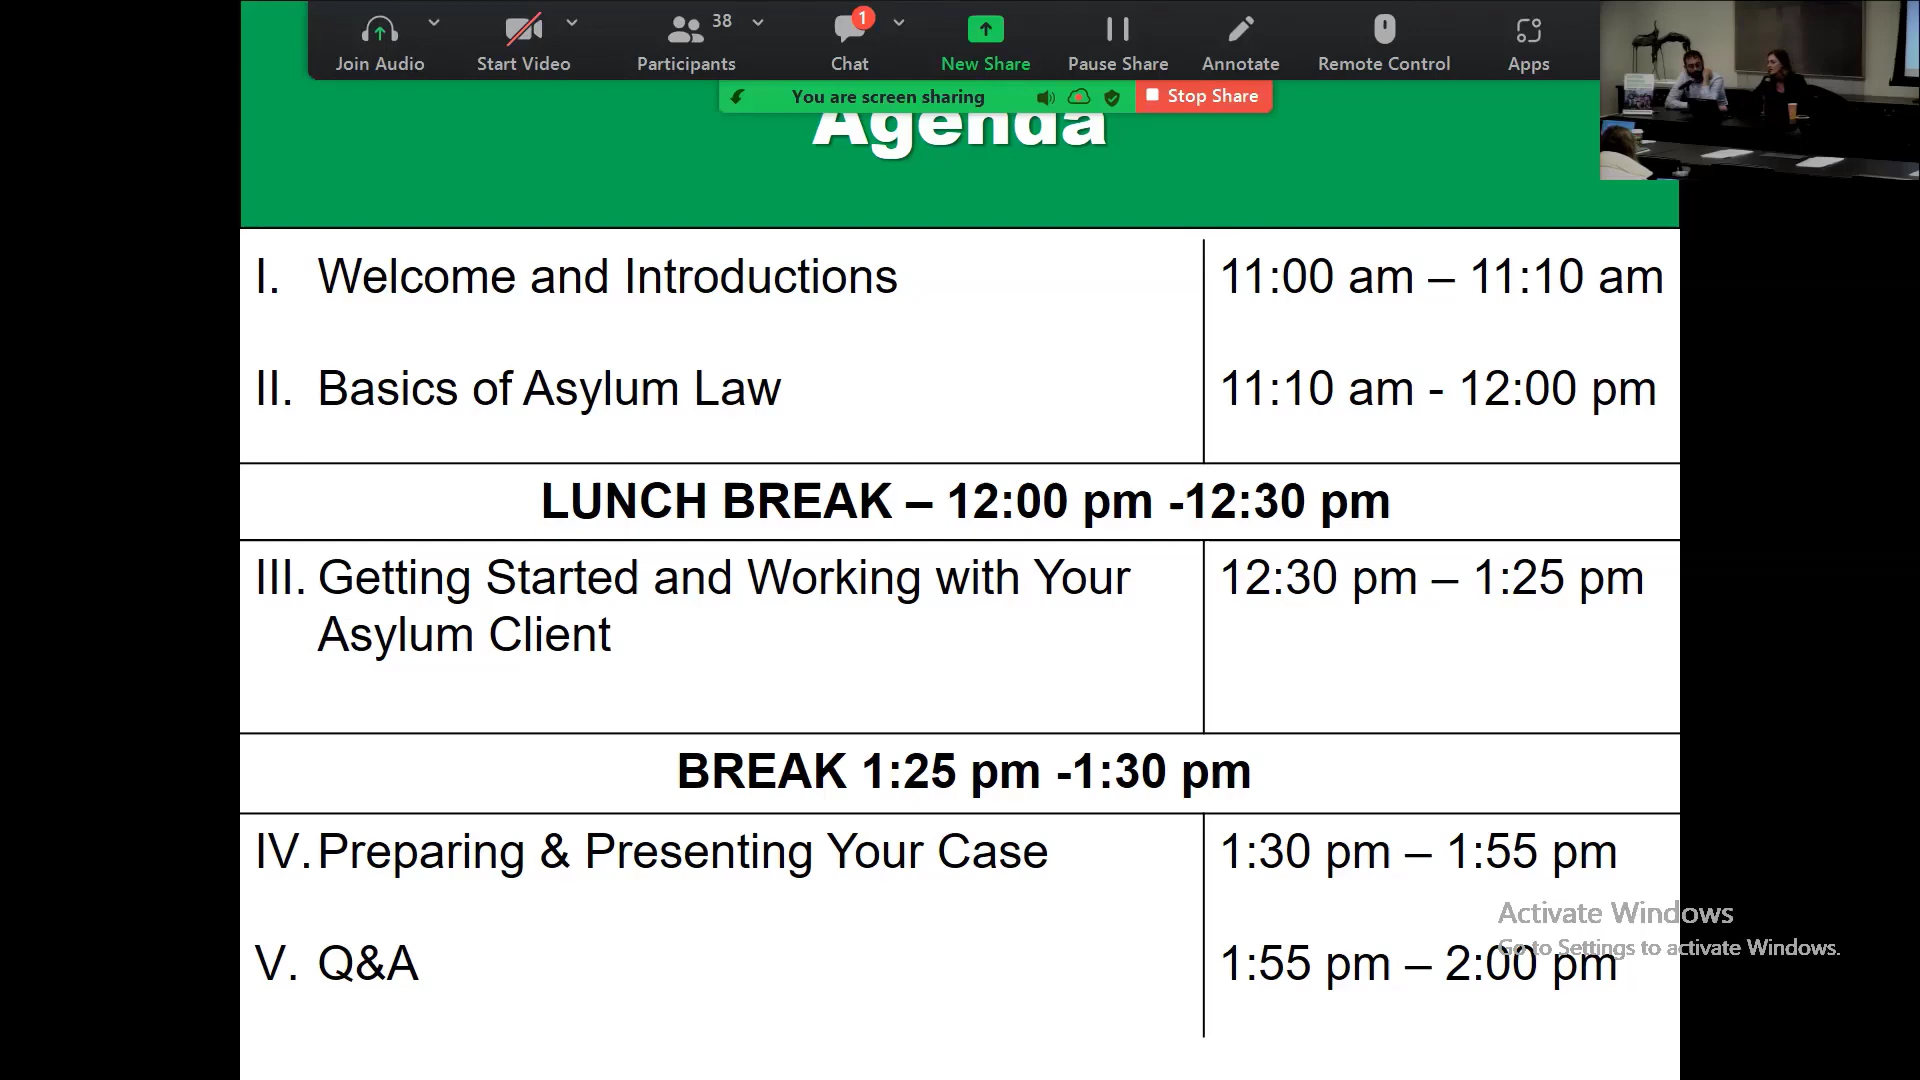 38
1
Join Audio
Start Video
Participants
Chat
New Share
Pause Share
Annotate
Remote Control
Apps
You are screen sharing
Stop Share
Agenda
I. Welcome and Introductions
11:00 am – 11:10 am
II. Basics of Asylum Law
11:10 am - 12:00 pm
LUNCH BREAK – 12:00 pm -12:30 pm
III. Getting Started and Working with Your
Asylum Client
12:30 pm – 1:25 pm
BREAK 1:25 pm -1:30 pm
IV. Preparing & Presenting Your Case
1:30 pm – 1:55 pm
V. Q&A
1:55 pm – 2:00 pm
Activate Windows
Go to Settings to activate Windows.